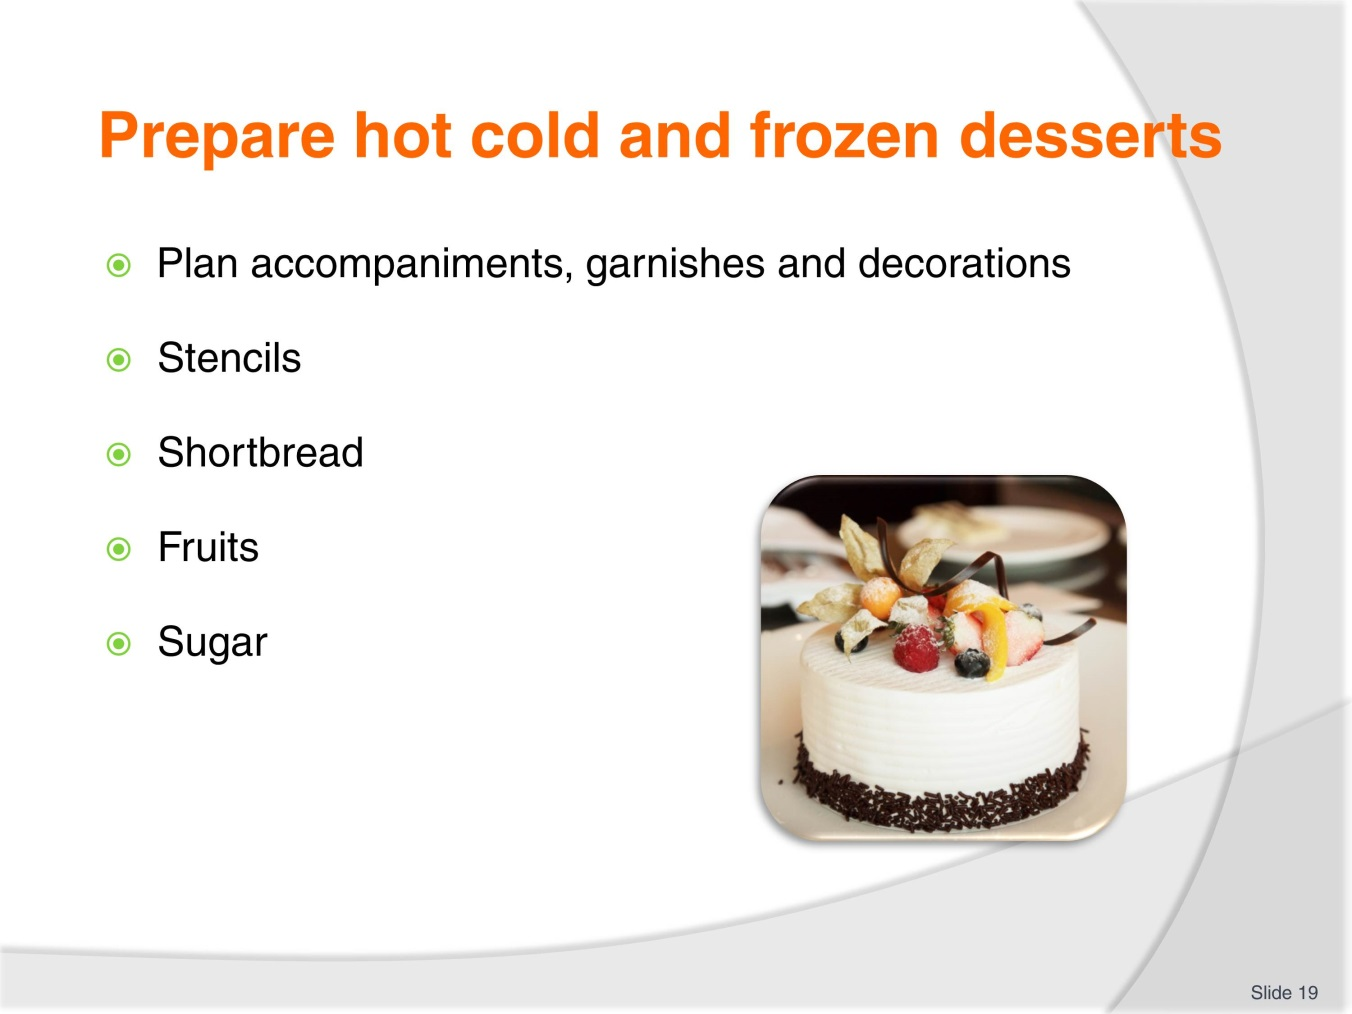 Prepare hot cold and frozen desserts
Plan accompaniments, garnishes and decorations
Stencils
Shortbread
Fruits
Sugar
Slide 19